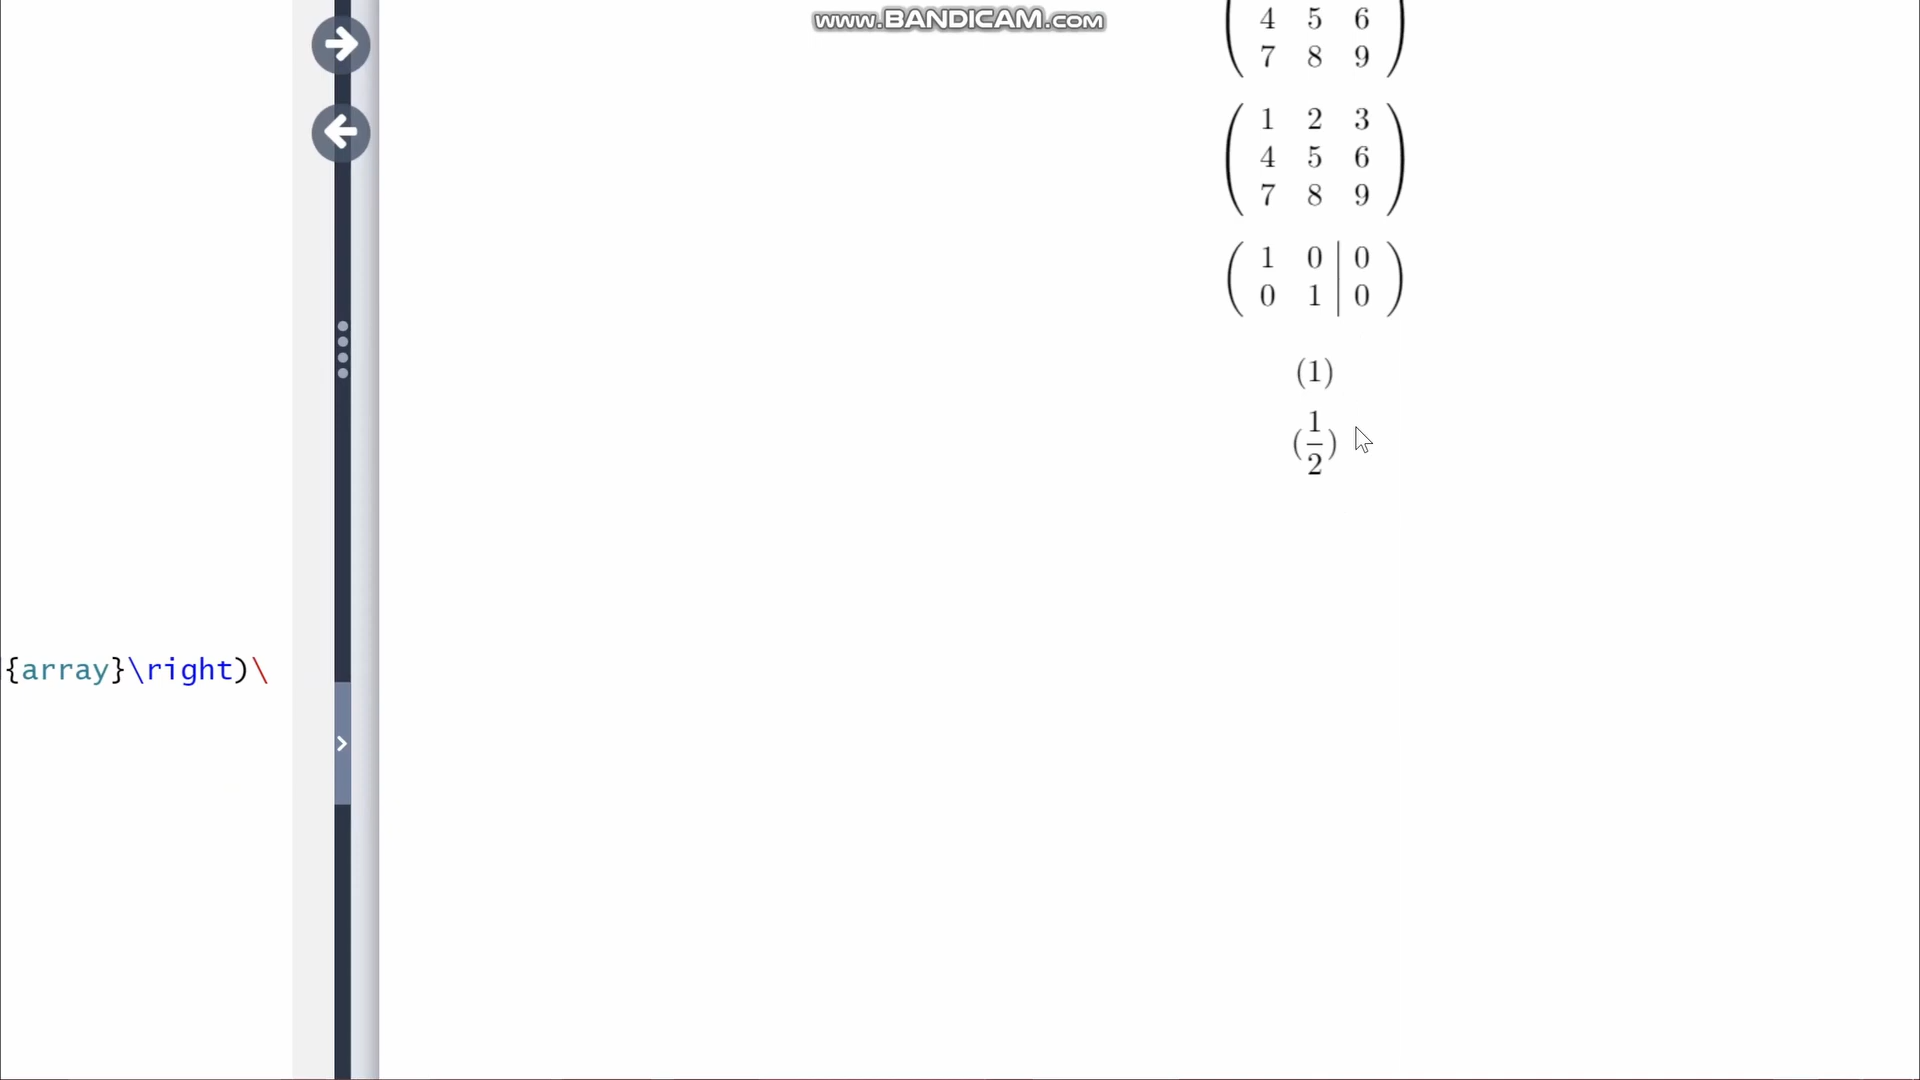 www.BANDICAM.com
4 5 6
7 8 9
1 2 3
4 5 6
7 8 9
1 0 | 0
0 1 | 0
(1)
(1/2)
{array}\right)\